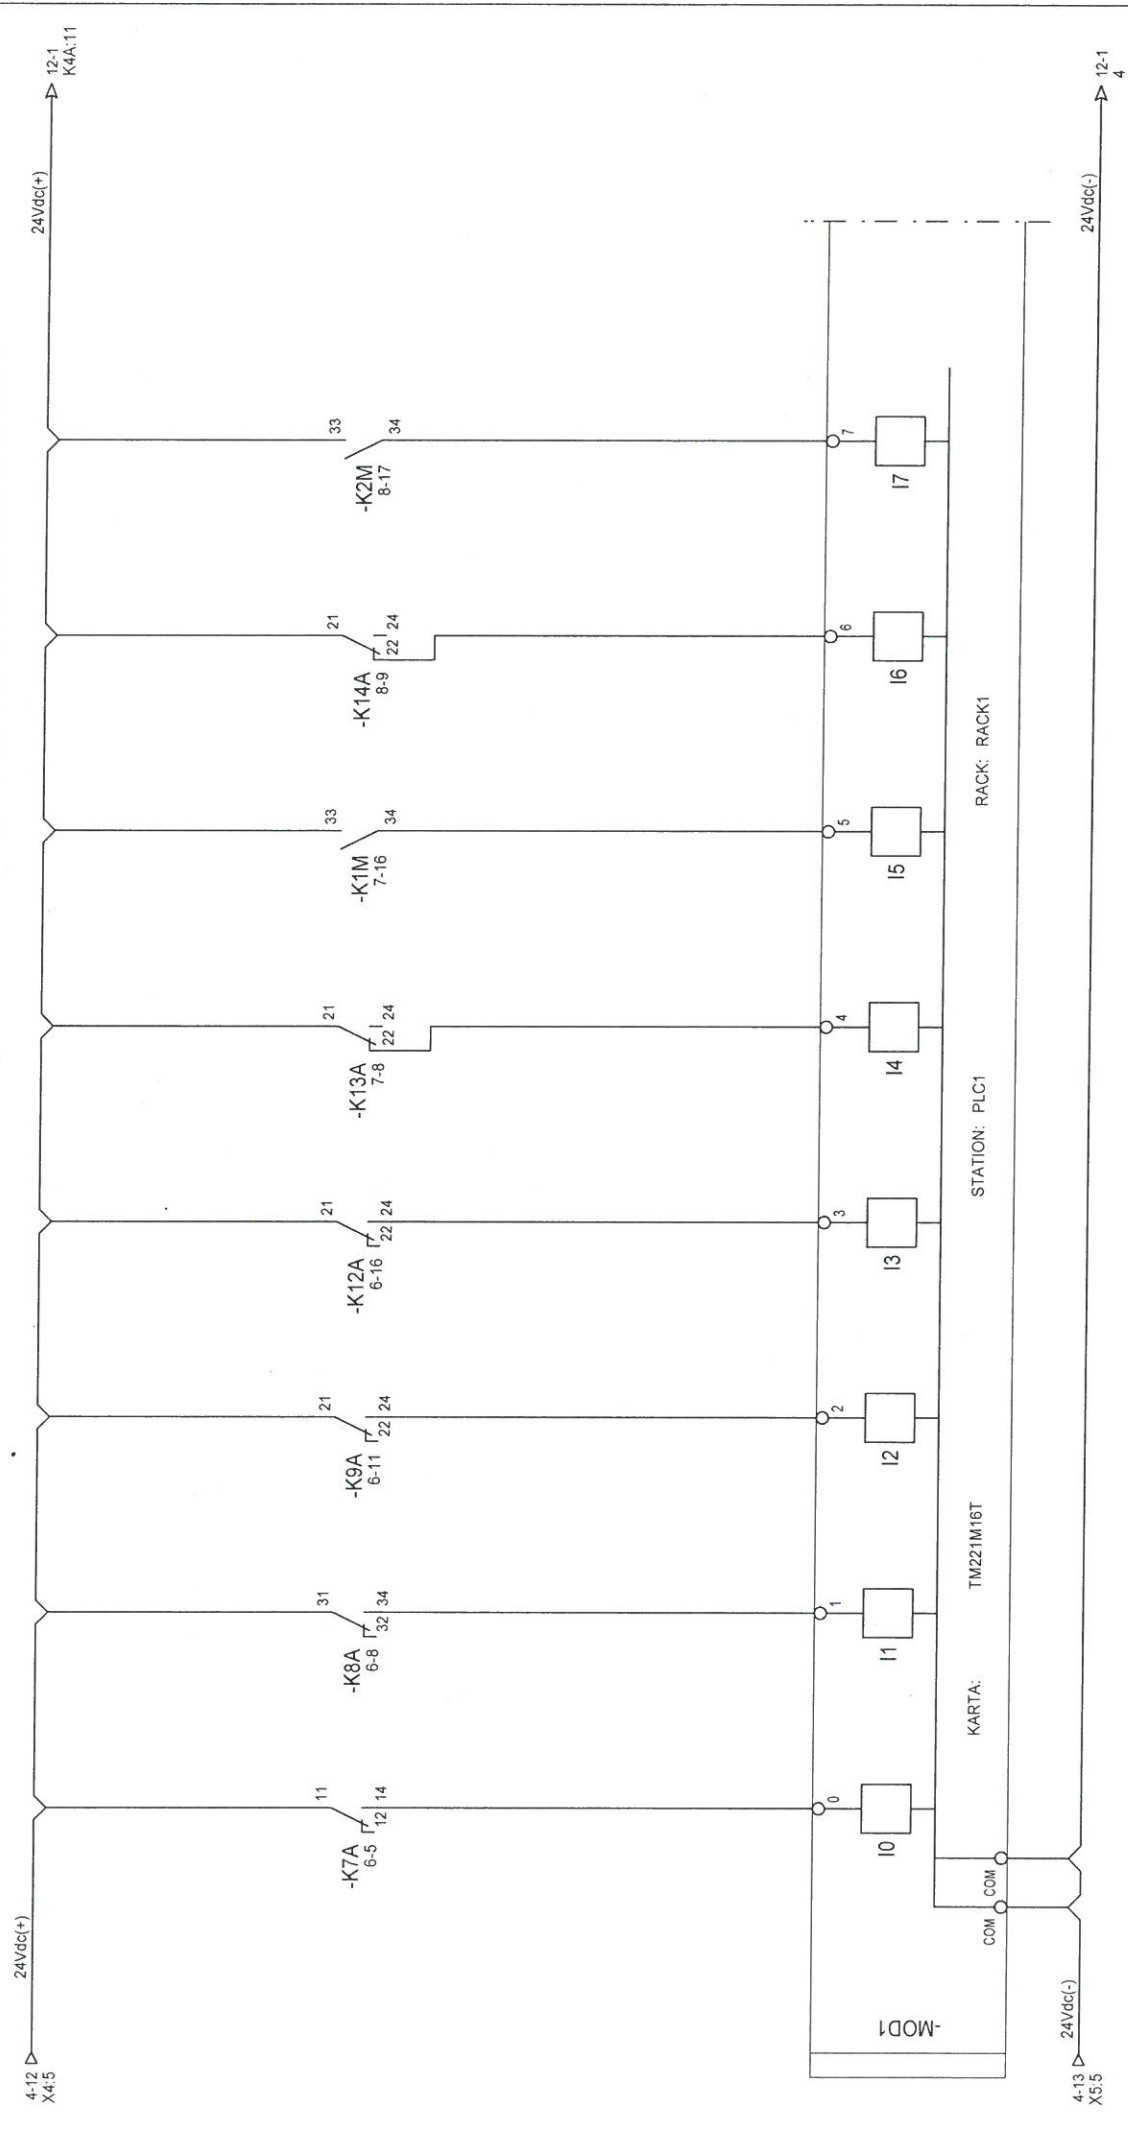 24Vdc(+)
24Vdc(+)
4-12
X4:5
12-1
K4A:11
11
12
14
-K7A
6-5
31
32
34
-K8A
6-8
21
22
24
-K9A
6-11
21
22
24
-K12A
6-16
21
22
24
-K13A
7-8
33
34
-K1M
7-16
21
22
24
-K14A
8-9
33
34
-K2M
8-17
0
1
2
3
4
5
6
7
I0
I1
I2
I3
I4
I5
I6
I7
-MOD1
COM
COM
KARTA: TM221M16T
STATION: PLC1
RACK: RACK1
4-13
X5:5
24Vdc(-)
24Vdc(-)
12-1
4